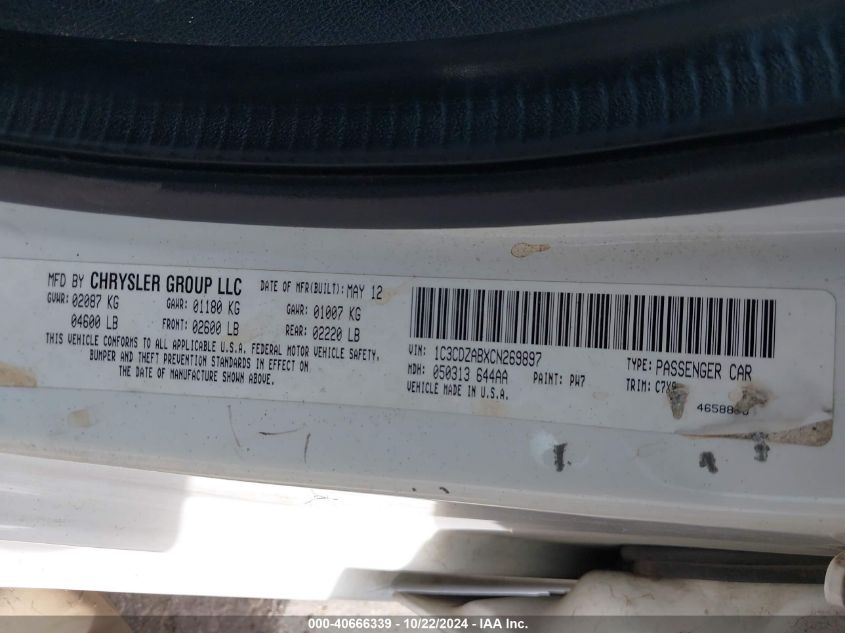 MFD BY CHRYSLER GROUP LLC
DATE OF MFR(BUILT): MAY 12
GVWR: 02087 KG
GAWR: 01180 KG
GAWR: 01007 KG
04600 LB
FRONT: 02600 LB
REAR: 02220 LB
THIS VEHICLE CONFORMS TO ALL APPLICABLE U.S.A. FEDERAL MOTOR VEHICLE SAFETY,
BUMPER AND THEFT PREVENTION STANDARDS IN EFFECT ON
THE DATE OF MANUFACTURE SHOWN ABOVE.
VIN: 1C3CDZABXCN269897
TYPE: PASSENGER CAR
MDH: 050313 644AA
PAINT: PW7
TRIM:
VEHICLE MADE IN U.S.A.
000-40666339 - 10/22/2024 - IAA Inc.